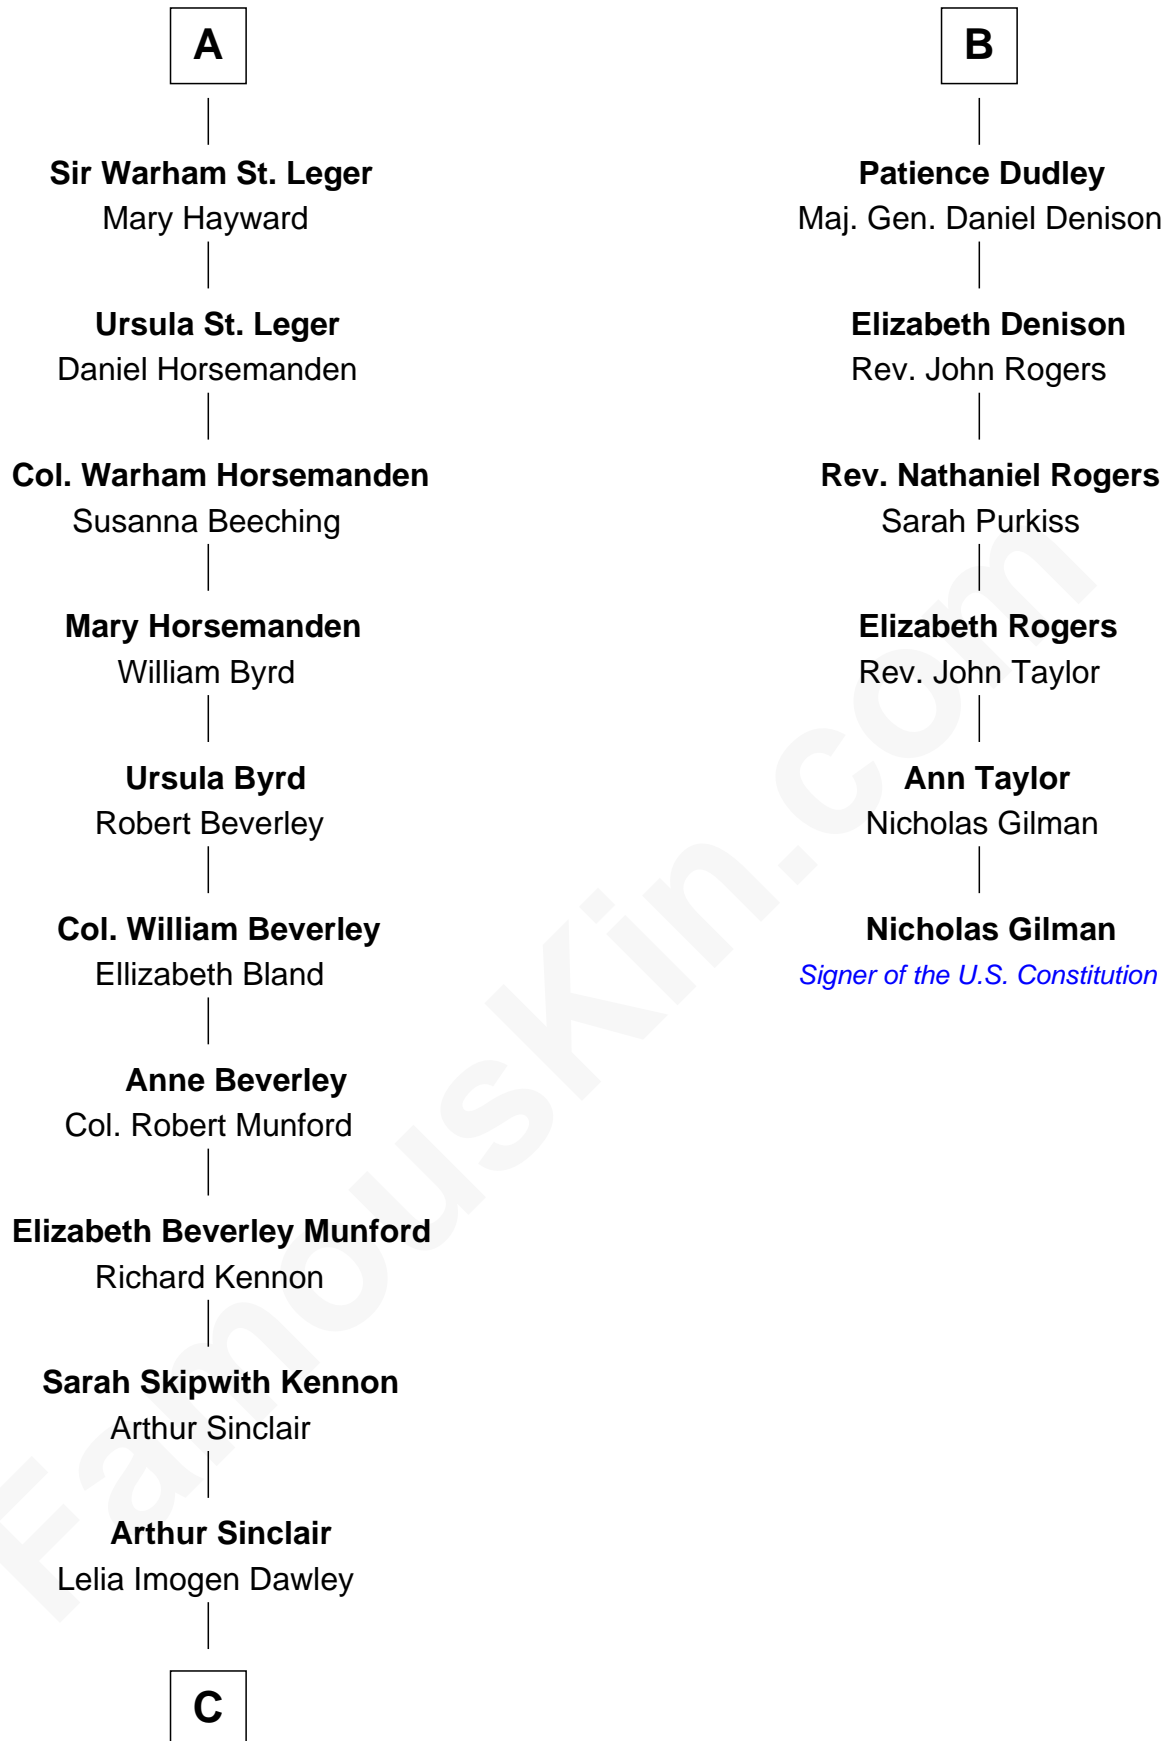 A
Sir Warham St. Leger
Mary Hayward
Ursula St. Leger
Daniel Horsemanden
Col. Warham Horsemanden
Susanna Beeching
Mary Horsemanden
William Byrd
Ursula Byrd
Robert Beverley
Col. William Beverley
Ellizabeth Bland
Anne Beverley
Col. Robert Munford
Elizabeth Beverley Munford
Richard Kennon
Sarah Skipwith Kennon
Arthur Sinclair
Arthur Sinclair
Lelia Imogen Dawley
C
B
Patience Dudley
Maj. Gen. Daniel Denison
Elizabeth Denison
Rev. John Rogers
Rev. Nathaniel Rogers
Sarah Purkiss
Elizabeth Rogers
Rev. John Taylor
Ann Taylor
Nicholas Gilman
Nicholas Gilman
Signer of the U.S. Constitution
FamousKin.com